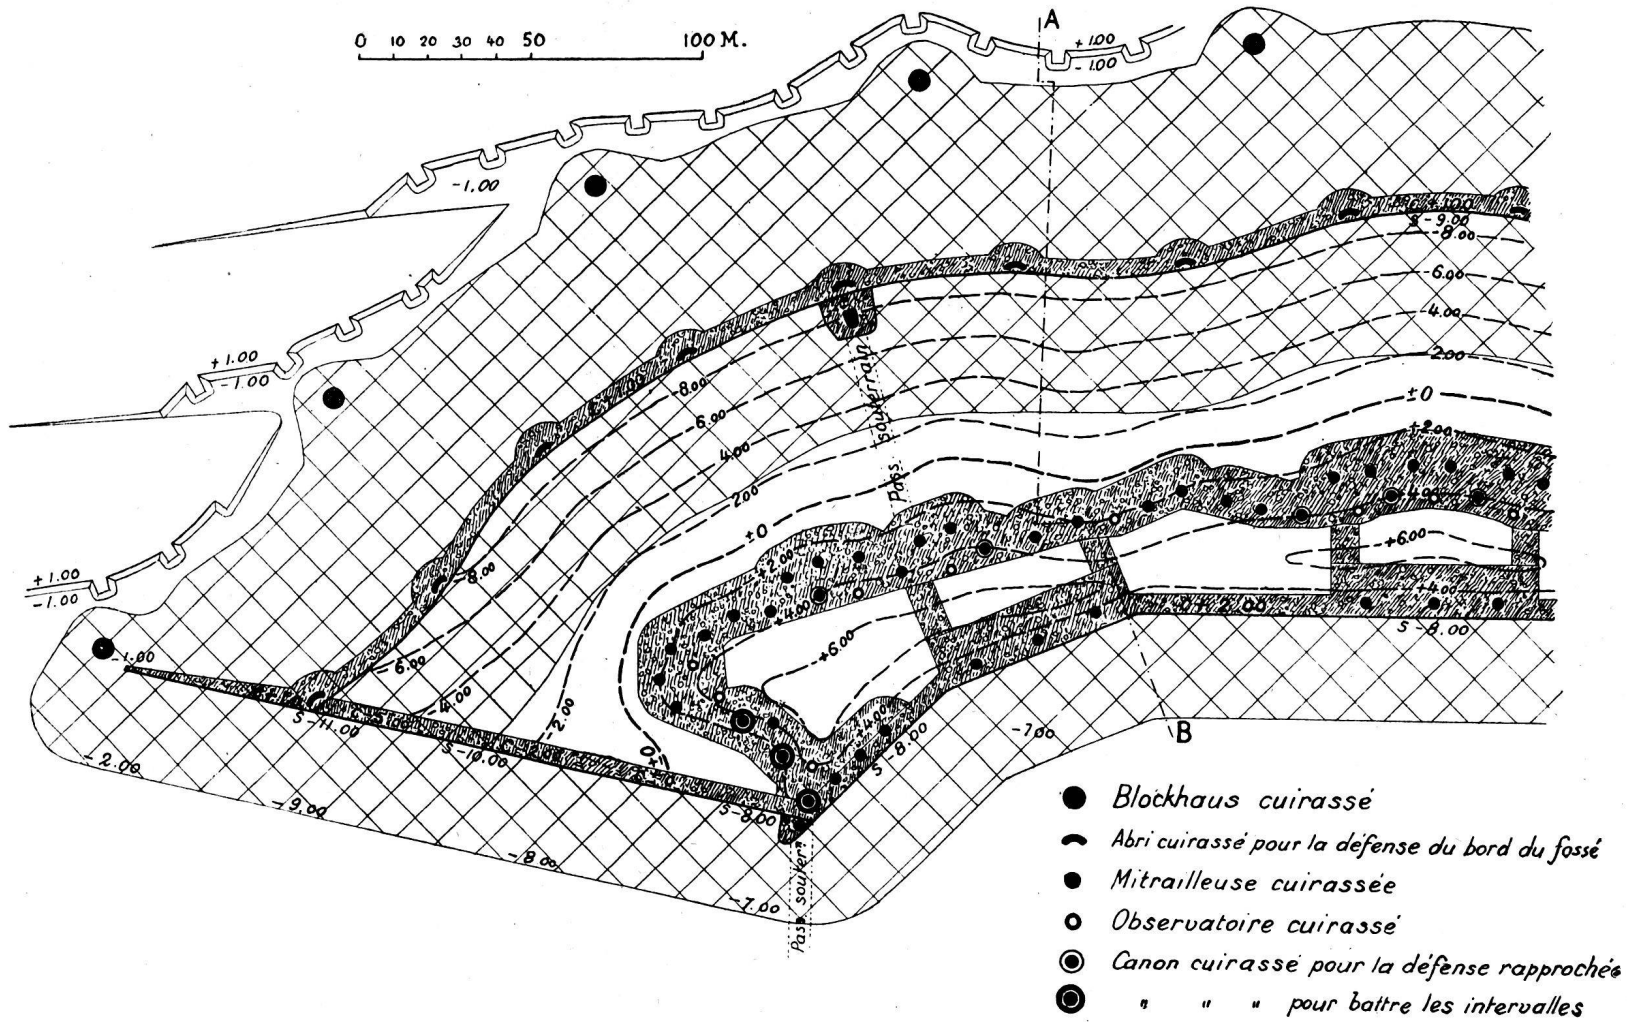 0 10 20 30 40 50 100 M.
A
+1.00
-1.00
-1.00
S-9.00
-8.00
-6.00
-4.00
-2.00
±0
+2.00
+1.00
-1.00
-8.00
-6.00
-4.00
-2.00
±0
Pass. souterrain
+2.00
+4.00
+6.00
+6.00
+4.00
+2.00
S-8.00
+1.00
-1.00
-8.00
-1.00
-6.00
-4.00
-2.00
±0
S-11.00
S-10.00
S-8.00
+4.00
S-8.00
-7.00
B
-2.00
-9.00
-8.00
-7.00
Pass. souterrn
Blockhaus cuirassé
Abri cuirassé pour la défense du bord du fossé
Mitrailleuse cuirassée
Observatoire cuirassé
Canon cuirassé pour la défense rapprochée
" " " pour battre les intervalles